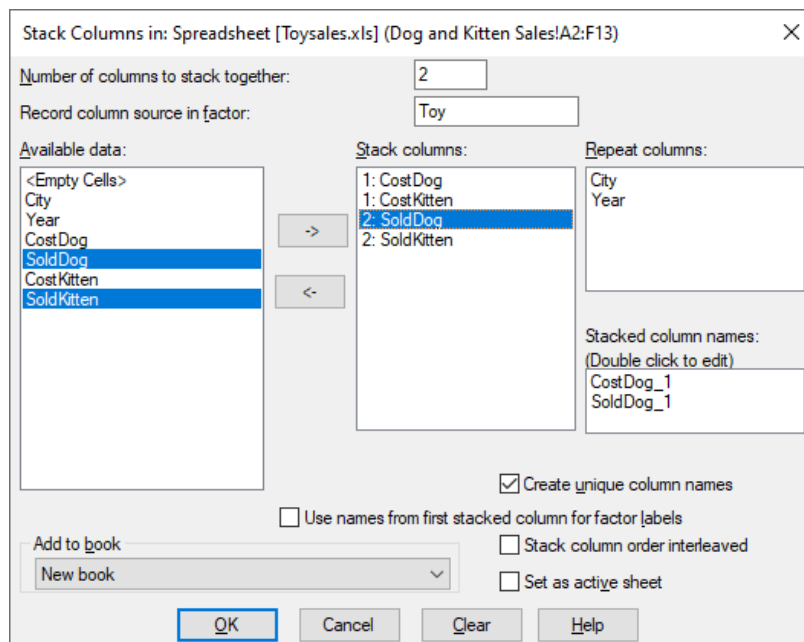 Stack Columns in: Spreadsheet [Toysales.xls] (Dog and Kitten Sales!A2:F13)
Number of columns to stack together:
2
Record column source in factor:
Toy
Available data:
<Empty Cells>
City
Year
CostDog
SoldDog
CostKitten
SoldKitten
->
<-
Stack columns:
1: CostDog
1: CostKitten
2: SoldDog
2: SoldKitten
Repeat columns:
City
Year
Stacked column names:
(Double click to edit)
CostDog_1
SoldDog_1
Create unique column names
Use names from first stacked column for factor labels
Add to book
New book
Stack column order interleaved
Set as active sheet
OK
Cancel
Clear
Help